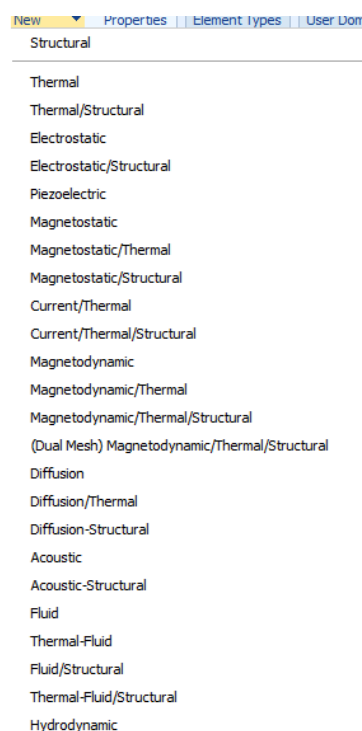 New Properties Element Types User Dom
Structural
Thermal
Thermal/Structural
Electrostatic
Electrostatic/Structural
Piezoelectric
Magnetostatic
Magnetostatic/Thermal
Magnetostatic/Structural
Current/Thermal
Current/Thermal/Structural
Magnetodynamic
Magnetodynamic/Thermal
Magnetodynamic/Thermal/Structural
(Dual Mesh) Magnetodynamic/Thermal/Structural
Diffusion
Diffusion/Thermal
Diffusion-Structural
Acoustic
Acoustic-Structural
Fluid
Thermal-Fluid
Fluid/Structural
Thermal-Fluid/Structural
Hydrodynamic